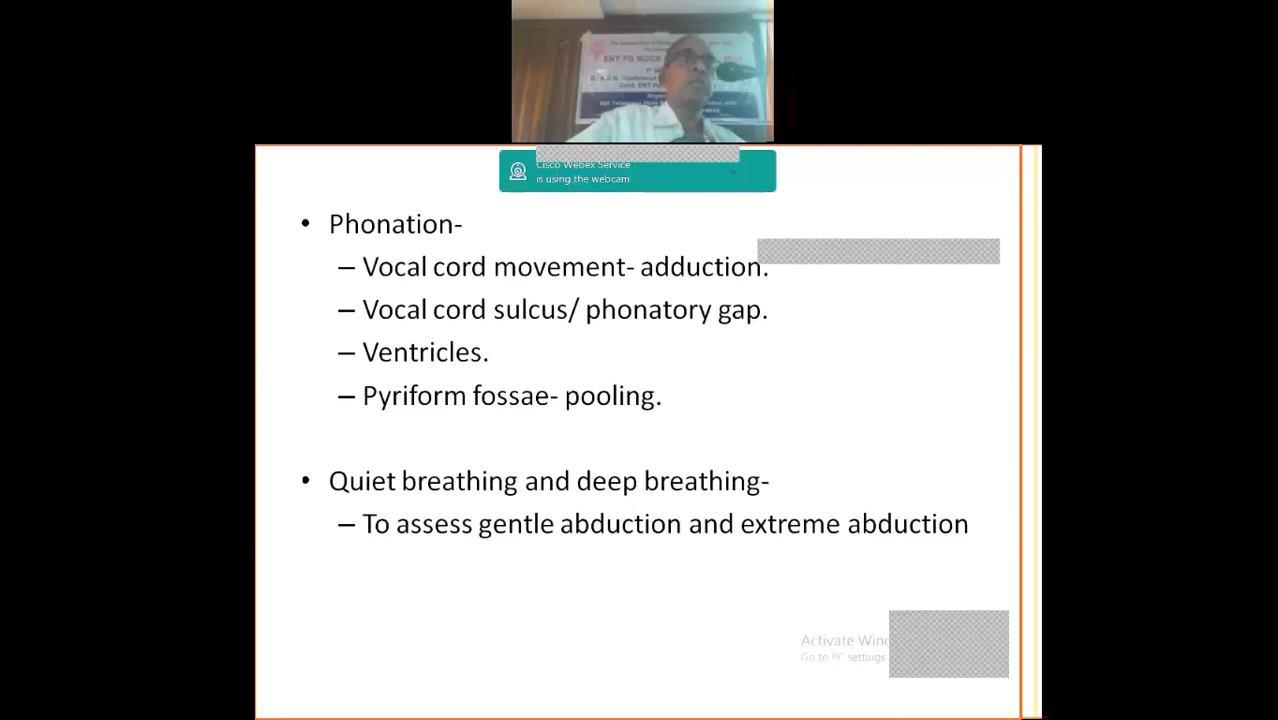 ENT PG MOCK
Cisco Webex Service
is using the webcam
• Phonation-
– Vocal cord movement- adduction.
– Vocal cord sulcus/ phonatory gap.
– Ventricles.
– Pyriform fossae- pooling.
• Quiet breathing and deep breathing-
– To assess gentle abduction and extreme abduction
Activate
Go to PC settings